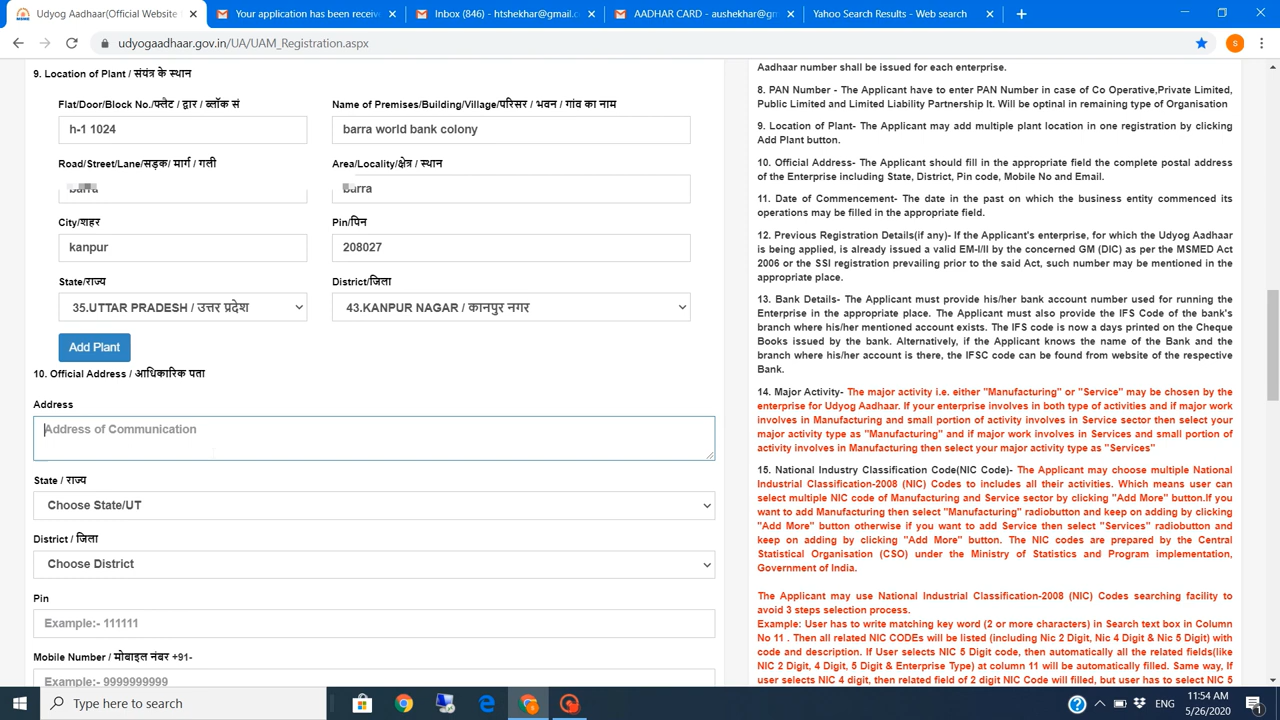 Udyog Aadhaar(Official Website
Your application has been receiv
Inbox (846) - htshekhar@gmail.c
AADHAR CARD - aushekhar@gm
Yahoo Search Results - Web search
udyogaadhaar.gov.in/UA/UAM_Registration.aspx
S
9. Location of Plant / संयंत्र के स्थान
Flat/Door/Block No./फ्लैट / द्वार / ब्लॉक सं
Name of Premises/Building/Village/परिसर / भवन / गांव का नाम
h-1 1024
barra world bank colony
Road/Street/Lane/सड़क/ मार्ग / गली
Area/Locality/क्षेत्र / स्थान
barra
barra
City/शहर
Pin/पिन
kanpur
208027
State/राज्य
District/जिला
35.UTTAR PRADESH / उत्तर प्रदेश
43.KANPUR NAGAR / कानपुर नगर
Add Plant
10. Official Address / आधिकारिक पता
Address
Address of Communication
State / राज्य
Choose State/UT
District / जिला
Choose District
Pin
Example:- 111111
Mobile Number / मोबाइल नंबर +91-
Example:- 9999999999
Aadhaar number shall be issued for each enterprise.
8. PAN Number - The Applicant have to enter PAN Number in case of Co Operative,Private Limited,
Public Limited and Limited Liability Partnership lt. Will be optinal in remaining type of Organisation
9. Location of Plant- The Applicant may add multiple plant location in one registration by clicking
Add Plant button.
10. Official Address- The Applicant should fill in the appropriate field the complete postal address
of the Enterprise including State, District, Pin code, Mobile No and Email.
11. Date of Commencement- The date in the past on which the business entity commenced its
operations may be filled in the appropriate field.
12. Previous Registration Details(if any)- If the Applicant's enterprise, for which the Udyog Aadhaar
is being applied, is already issued a valid EM-I/II by the concerned GM (DIC) as per the MSMED Act
2006 or the SSI registration prevailing prior to the said Act, such number may be mentioned in the
appropriate place.
13. Bank Details- The Applicant must provide his/her bank account number used for running the
Enterprise in the appropriate place. The Applicant must also provide the IFS Code of the bank's
branch where his/her mentioned account exists. The IFS code is now a days printed on the Cheque
Books issued by the bank. Alternatively, if the Applicant knows the name of the Bank and the
branch where his/her account is there, the IFSC code can be found from website of the respective
Bank.
14. Major Activity- The major activity i.e. either "Manufacturing" or "Service" may be chosen by the
enterprise for Udyog Aadhaar. If your enterprise involves in both type of activities and if major work
involves in Manufacturing and small portion of activity involves in Service sector then select your
major activity type as "Manufacturing" and if major work involves in Services and small portion of
activity involves in Manufacturing then select your major activity type as "Services"
15. National Industry Classification Code(NIC Code)- The Applicant may choose multiple National
Industrial Classification-2008 (NIC) Codes to includes all their activities. Which means user can
select multiple NIC code of Manufacturing and Service sector by clicking "Add More" button.If you
want to add Manufacturing then select "Manufacturing" radiobutton and keep on adding by clicking
"Add More" button otherwise if you want to add Service then select "Services" radiobutton and
keep on adding by clicking "Add More" button. The NIC codes are prepared by the Central
Statistical Organisation (CSO) under the Ministry of Statistics and Program implementation,
Government of India.
The Applicant may use National Industrial Classification-2008 (NIC) Codes searching facility to
avoid 3 steps selection process.
Example: User has to write matching key word (2 or more characters) in Search text box in Column
No 11 . Then all related NIC CODEs will be listed (including Nic 2 Digit, Nic 4 Digit & Nic 5 Digit) with
code and description. If User selects NIC 5 Digit code, then automatically all the related fields(like
NIC 2 Digit, 4 Digit, 5 Digit & Enterprise Type) at column 11 will be automatically filled. Same way, If
user selects NIC 4 digit, then related field of 2 digit NIC Code will filled, but user has to select NIC 5
Type here to search
ENG
11:54 AM
5/26/2020
1